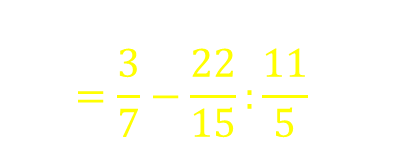 = 3/7 − 22/15 : 11/5